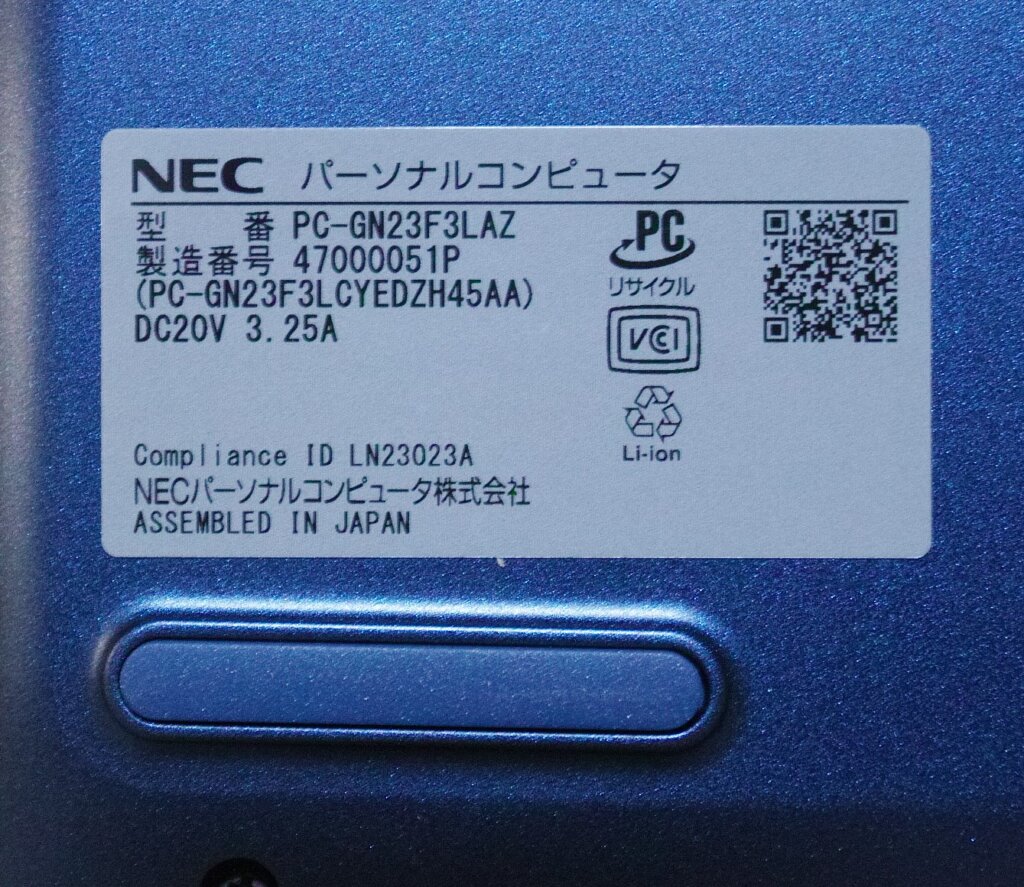 NEC パーソナルコンピュータ
型 番 PC-GN23F3LAZ
製造番号 47000051P
(PC-GN23F3LCYEDZH45AA)
DC20V 3.25A
PC
リサイクル
VCCI
Li-ion
Compliance ID LN23023A
NECパーソナルコンピュータ株式会社
ASSEMBLED IN JAPAN